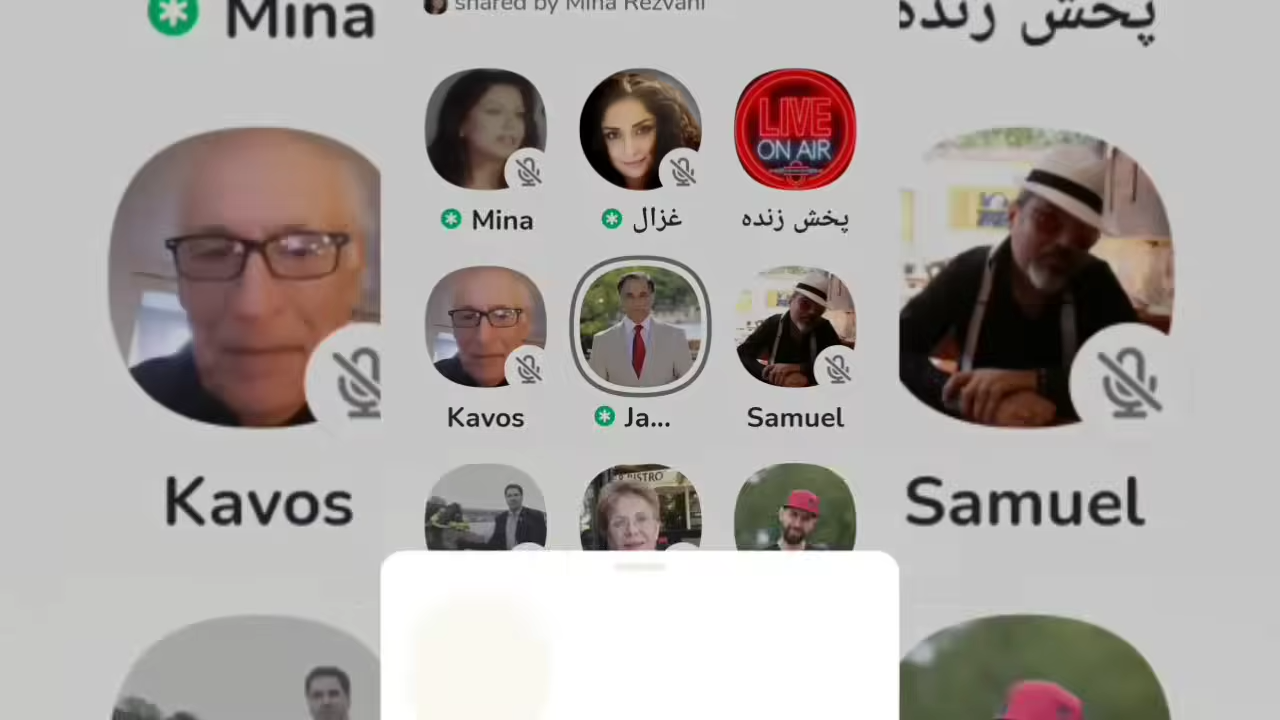 shared by Mina Rezvani
Mina
پخش زنده
LIVE
ON AIR
Mina
غزال
پخش زنده
Kavos
Ja...
Samuel
Kavos
Samuel
BISTRO